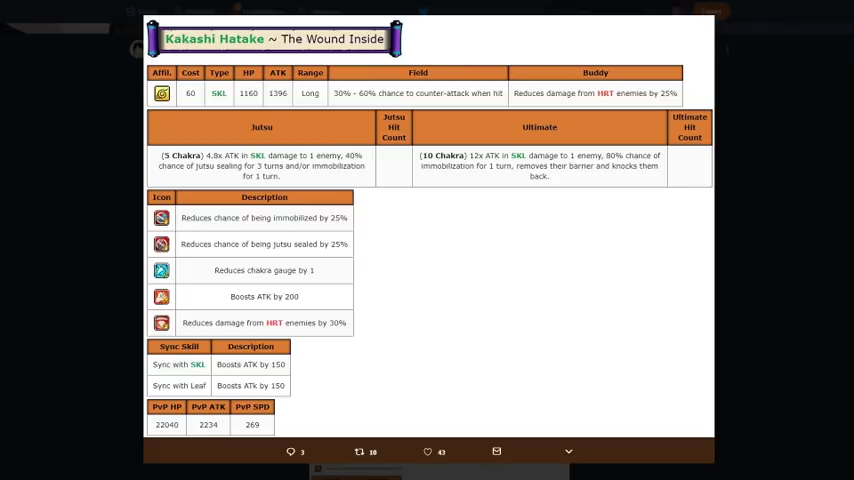 Kakashi Hatake ~ The Wound Inside
Affil. Cost Type HP ATK Range Field Buddy
60 SKL 1160 1396 Long 30% - 60% chance to counter-attack when hit Reduces damage from HRT enemies by 25%
Jutsu Jutsu Hit Count Ultimate Ultimate Hit Count
(5 Chakra) 4.8x ATK in SKL damage to 1 enemy, 40%
chance of jutsu sealing for 3 turns and/or immobilization
for 1 turn.
(10 Chakra) 12x ATK in SKL damage to 1 enemy, 80% chance of
immobilization for 1 turn, removes their barrier and knocks them
back.
Icon Description
Reduces chance of being immobilized by 25%
Reduces chance of being jutsu sealed by 25%
Reduces chakra gauge by 1
Boosts ATK by 200
Reduces damage from HRT enemies by 30%
Sync Skill Description
Sync with SKL Boosts ATK by 150
Sync with Leaf Boosts ATk by 150
PvP HP PvP ATK PvP SPD
22040 2234 269
3 10 43